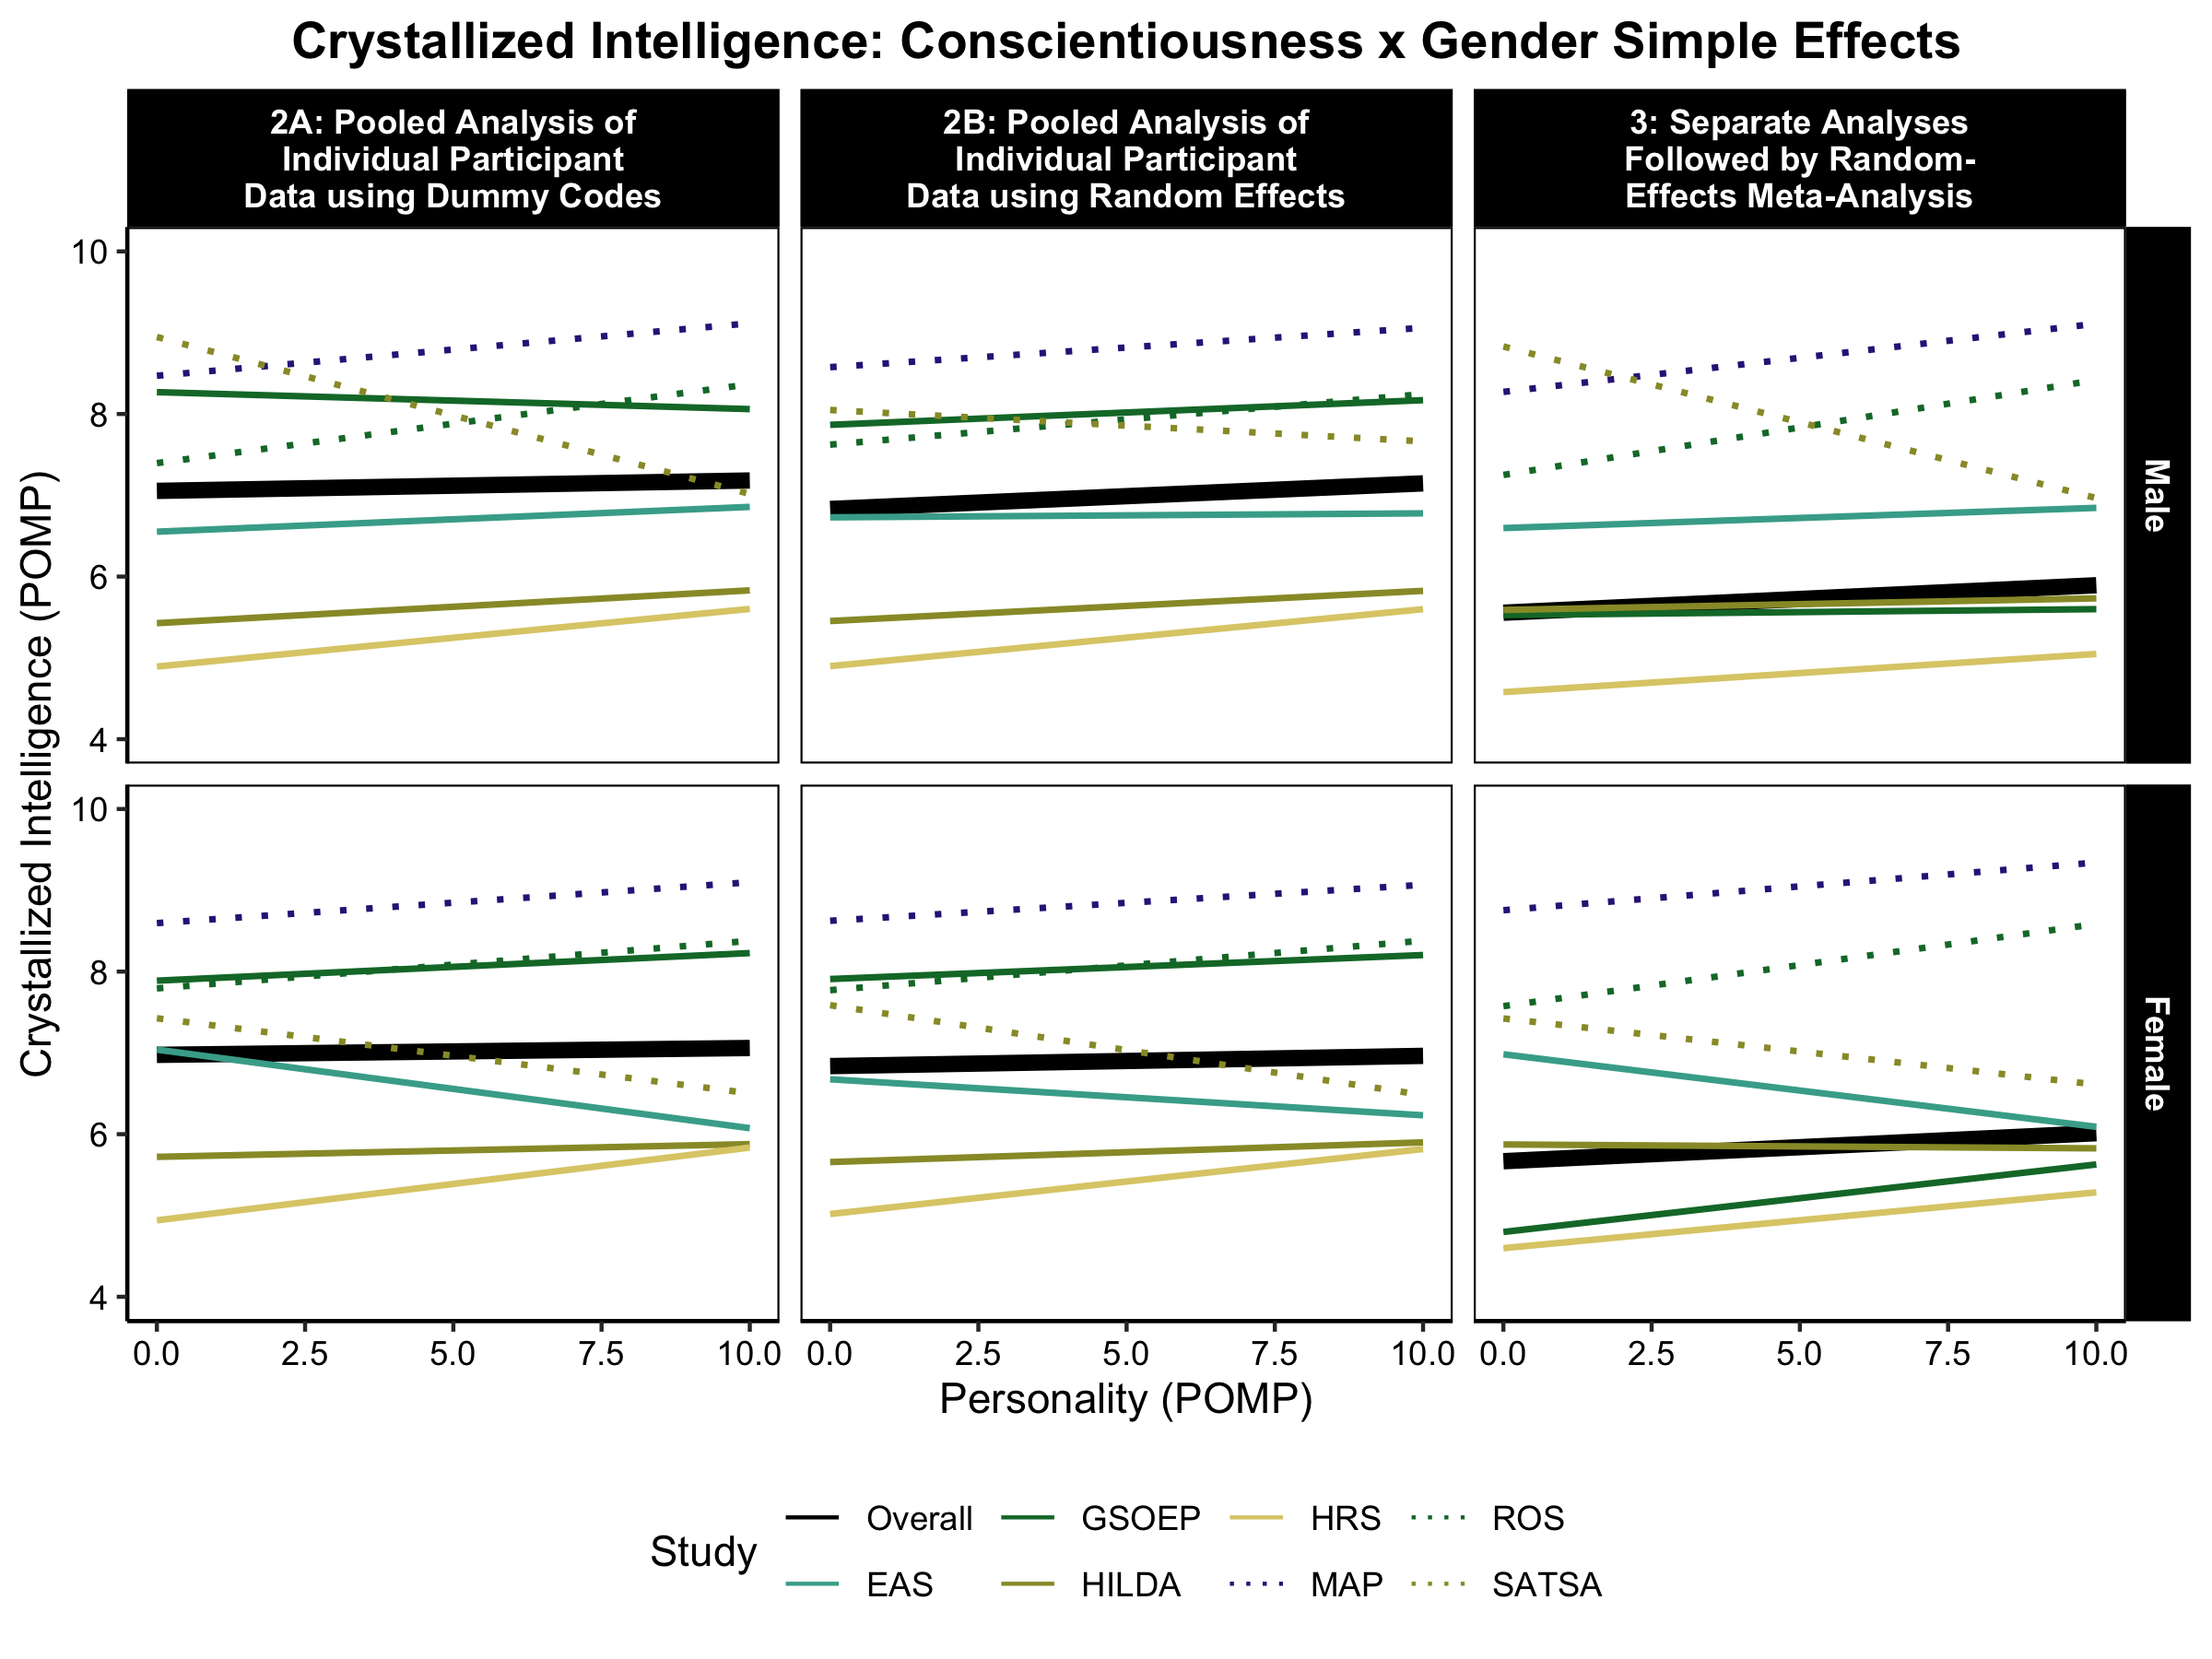 Crystallized Intelligence: Conscientiousness x Gender Simple Effects
2A: Pooled Analysis of
Individual Participant
Data using Dummy Codes
2B: Pooled Analysis of
Individual Participant
Data using Random Effects
3: Separate Analyses
Followed by Random-
Effects Meta-Analysis
Crystallized Intelligence (POMP)
10
8
6
4
Male
10
8
6
4
Female
0.0 2.5 5.0 7.5 10.0
0.0 2.5 5.0 7.5 10.0
0.0 2.5 5.0 7.5 10.0
Personality (POMP)
Study
Overall GSOEP HRS ROS
EAS HILDA MAP SATSA